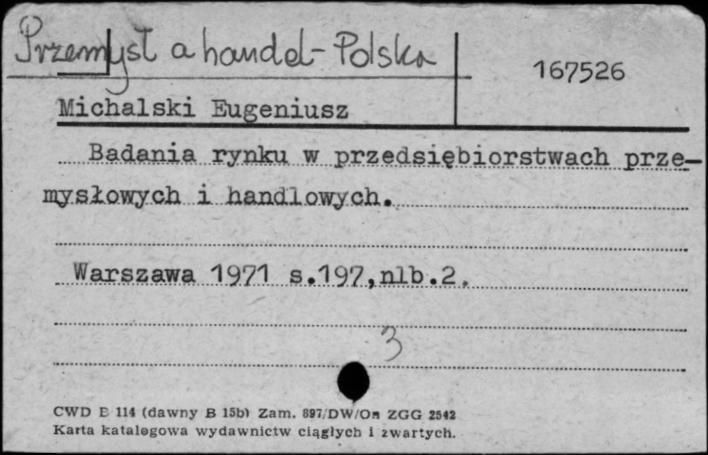 Przemysł a handel - Polska
167526
Michalski Eugeniusz
Badania rynku w przedsiębiorstwach prze-
mysłowych i handlowych.
Warszawa 1971 s.197,nlb.2.
3
CWD B 114 (dawny B 15b) Zam. 897/DW/On ZGG 2542
Karta katalogowa wydawnictw ciągłych i zwartych.